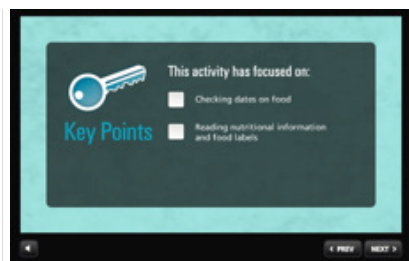 This activity has focused on:
Checking dates on food
Key Points
Reading nutritional information
and food labels
< PREV
NEXT >